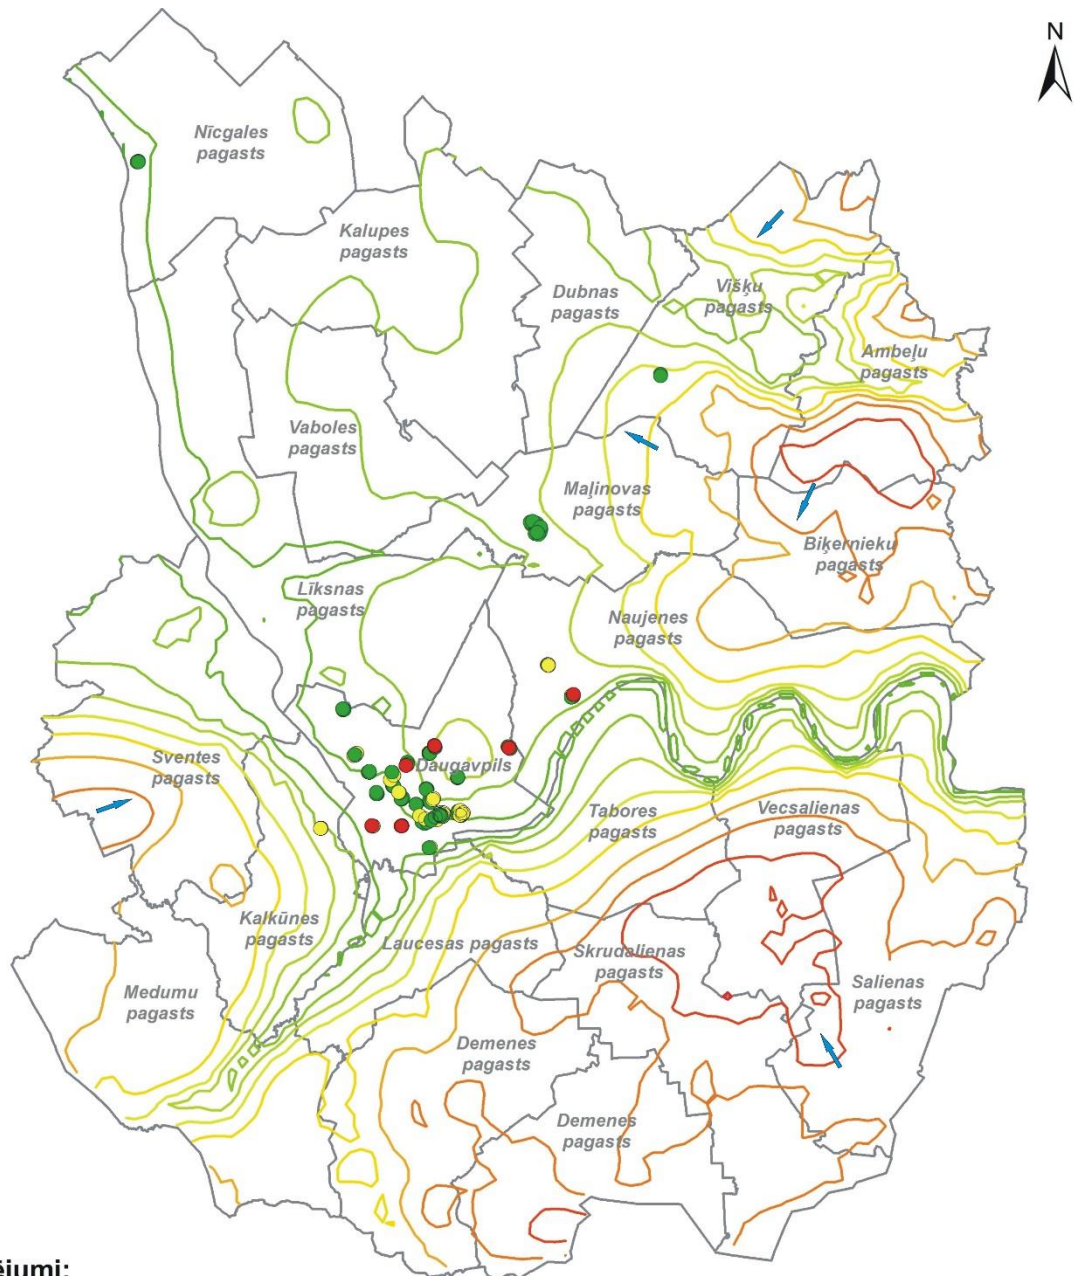 N
Nīcgales
pagasts
Kalupes
pagasts
Dubnas
pagasts
Višķu
pagasts
Ambeļu
pagasts
Vaboles
pagasts
Maļinovas
pagasts
Biķernieku
pagasts
Līksnas
pagasts
Naujenes
pagasts
Sventes
pagasts
Daugavpils
Tabores
pagasts
Vecsalienas
pagasts
Kalkūnes
pagasts
Laucesas pagasts
Skrudalienas
pagasts
Salienas
pagasts
Medumu
pagasts
Demenes
pagasts
Demenes
pagasts